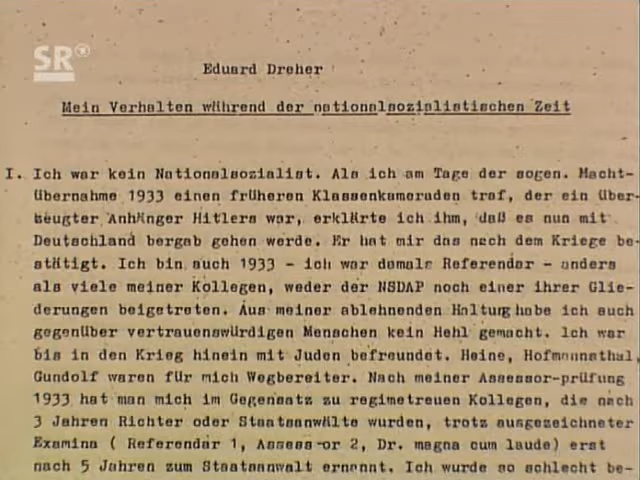 SR
Eduard Dreher
Mein Verhalten während der nationalsozialistischen Zeit
I. Ich war kein Nationalsozialist. Als ich am Tage der sogen. Macht-
übernahme 1933 einen früheren Klassenkameraden traf, der ein über-
zeugter Anhänger Hitlers war, erklärte ich ihm, daß es nun mit
Deutschland bergab gehen werde. Er hat mir das nach dem Kriege be-
stätigt. Ich bin auch 1933 - ich war damals Referendar - anders
als viele meiner Kollegen, weder der NSDAP noch einer ihrer Glie-
derungen beigetreten. Aus meiner ablehnenden Haltung habe ich auch
gegenüber vertrauenswürdigen Menschen kein Hehl gemacht. Ich war
bis in den Krieg hinein mit Juden befreundet. Heine, Hofmannsthal,
Gundolf waren für mich Wegbereiter. Nach meiner Assessor-prüfung
1933 hat man mich im Gegensatz zu regimetreuen Kollegen, die nach
3 Jahren Richter oder Staatsanwälte wurden, trotz ausgezeichneter
Examina ( Referendar 1, Assess-or 2, Dr. magna cum laude) erst
nach 5 Jahren zum Staatsanwalt ernannt. Ich wurde so schlecht be-